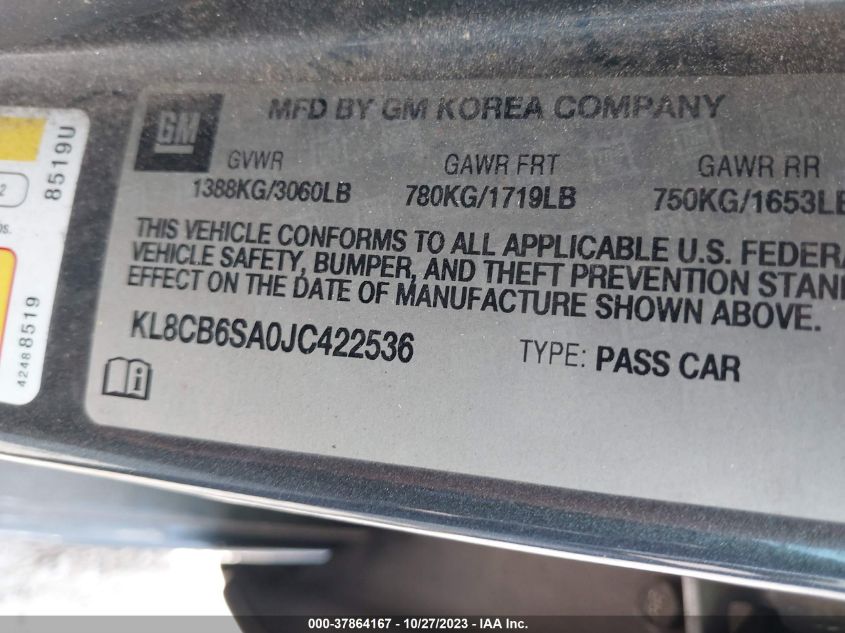 MFD BY GM KOREA COMPANY
GM
GVWR GAWR FRT GAWR RR
1388KG/3060LB 780KG/1719LB 750KG/1653LB
THIS VEHICLE CONFORMS TO ALL APPLICABLE U.S. FEDERA
VEHICLE SAFETY, BUMPER, AND THEFT PREVENTION STAN
EFFECT ON THE DATE OF MANUFACTURE SHOWN ABOVE.
KL8CB6SA0JC422536 TYPE: PASS CAR
8519U
42488519
000-37864167 - 10/27/2023 - IAA Inc.